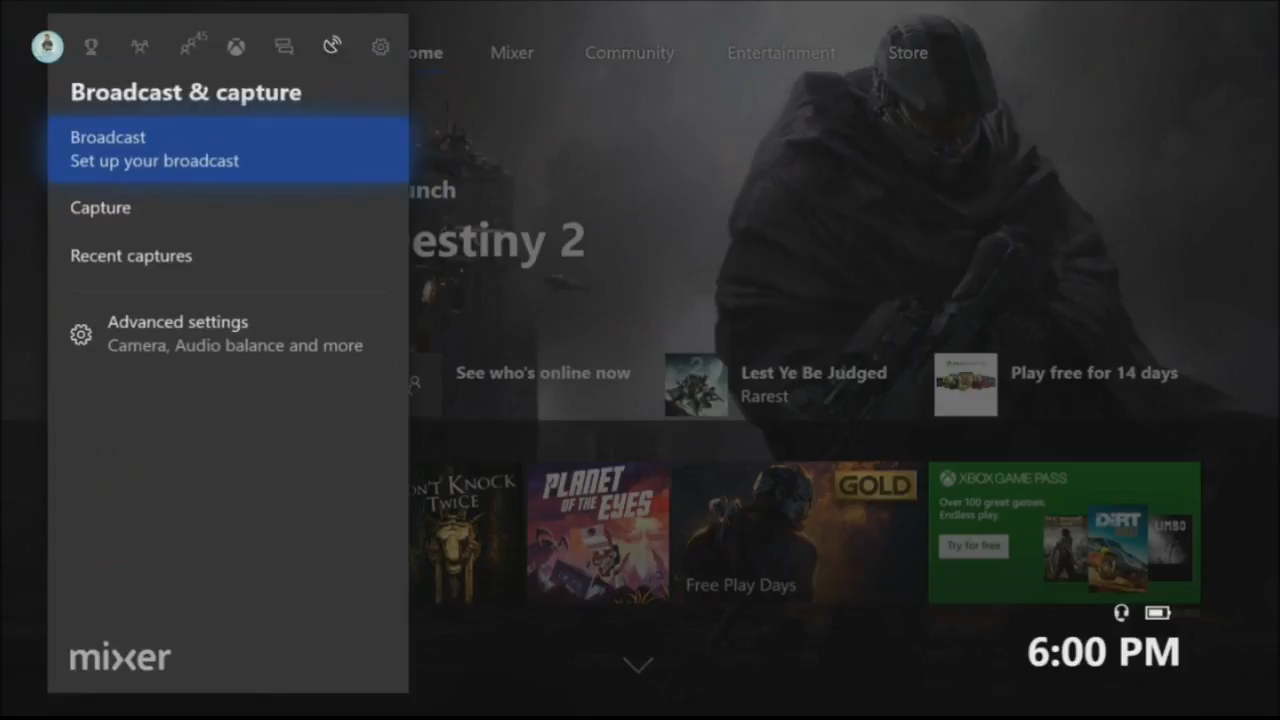 45
ome
Mixer
Community
Entertainment
Store
Broadcast & capture
Broadcast
Set up your broadcast
Capture
Recent captures
Advanced settings
Camera, Audio balance and more
unch
estiny 2
See who's online now
2
Lest Ye Be Judged
Rarest
Play free for 14 days
ON'T KNOCK
TWICE
PLANET
OF THE EYES
GOLD
Free Play Days
XBOX GAME PASS
Over 100 great games.
Endless play.
Try for free
DiRT
LIMBO
mixer
6:00 PM